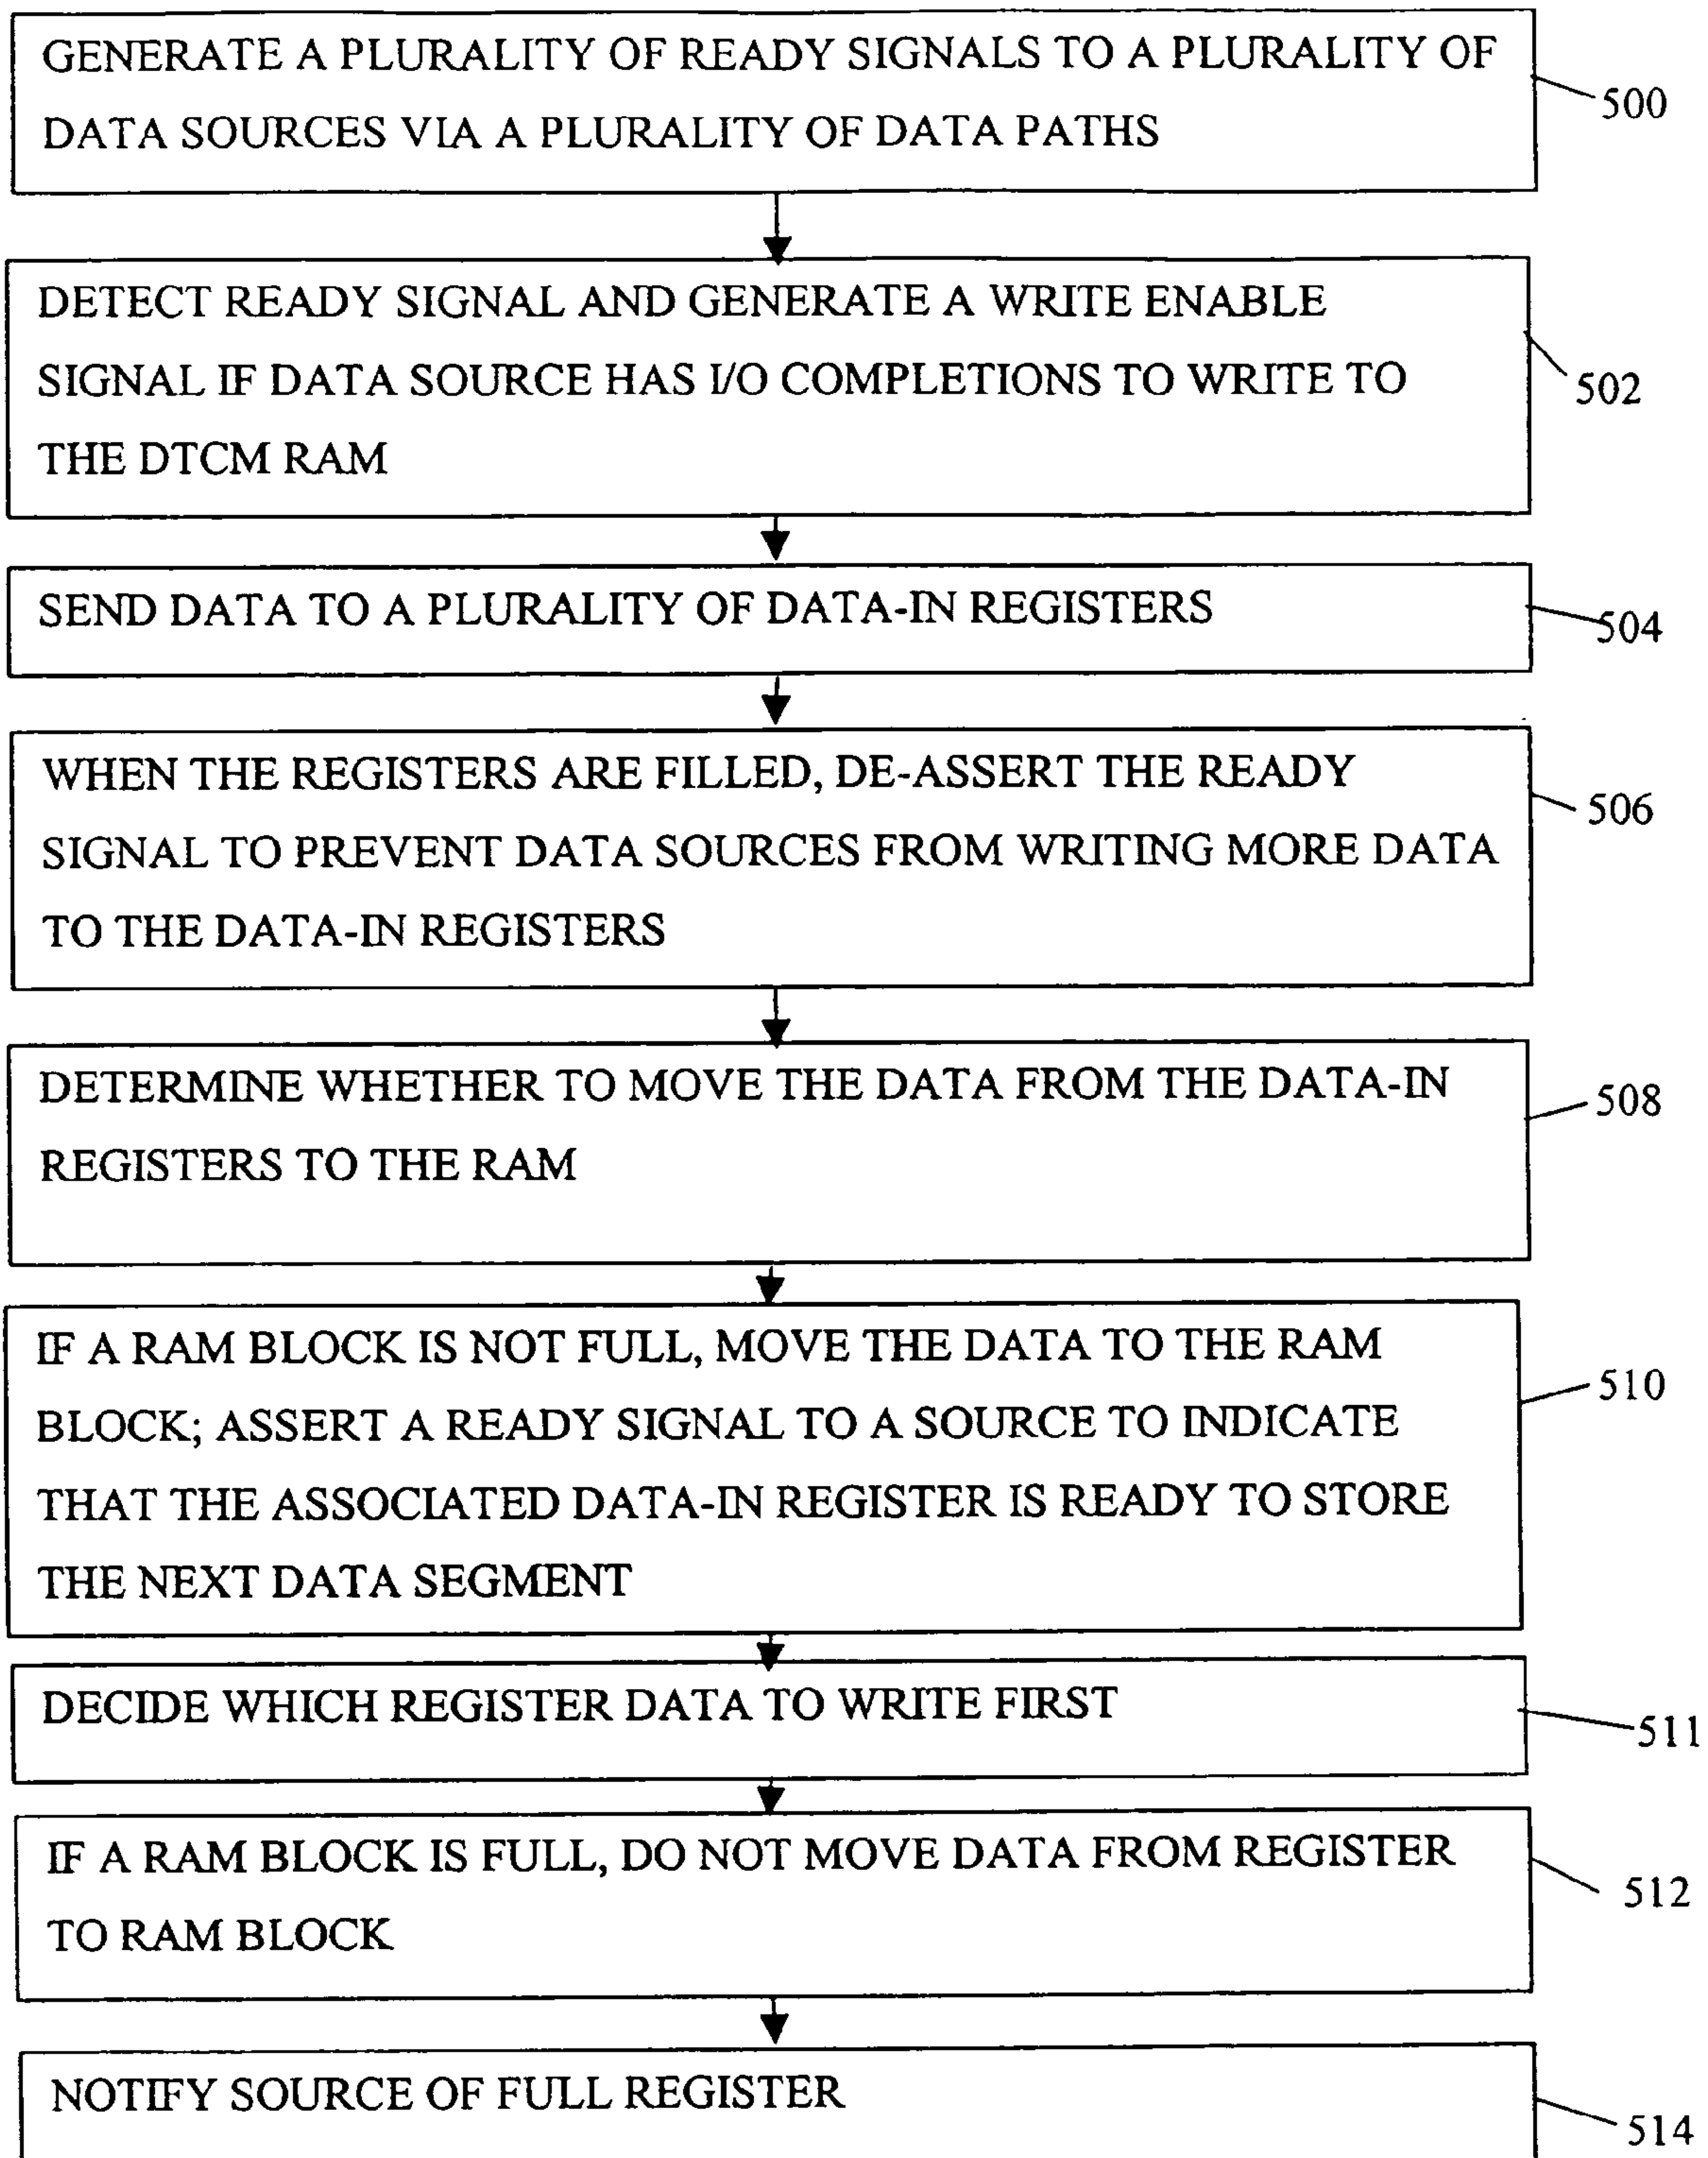 GENERATE A PLURALITY OF READY SIGNALS TO A PLURALITY OF
DATA SOURCES VIA A PLURALITY OF DATA PATHS
500
DETECT READY SIGNAL AND GENERATE A WRITE ENABLE
SIGNAL IF DATA SOURCE HAS I/O COMPLETIONS TO WRITE TO
THE DTCM RAM
502
SEND DATA TO A PLURALITY OF DATA-IN REGISTERS
504
WHEN THE REGISTERS ARE FILLED, DE-ASSERT THE READY
SIGNAL TO PREVENT DATA SOURCES FROM WRITING MORE DATA
TO THE DATA-IN REGISTERS
506
DETERMINE WHETHER TO MOVE THE DATA FROM THE DATA-IN
REGISTERS TO THE RAM
508
IF A RAM BLOCK IS NOT FULL, MOVE THE DATA TO THE RAM
BLOCK; ASSERT A READY SIGNAL TO A SOURCE TO INDICATE
THAT THE ASSOCIATED DATA-IN REGISTER IS READY TO STORE
THE NEXT DATA SEGMENT
510
DECIDE WHICH REGISTER DATA TO WRITE FIRST
511
IF A RAM BLOCK IS FULL, DO NOT MOVE DATA FROM REGISTER
TO RAM BLOCK
512
NOTIFY SOURCE OF FULL REGISTER
514